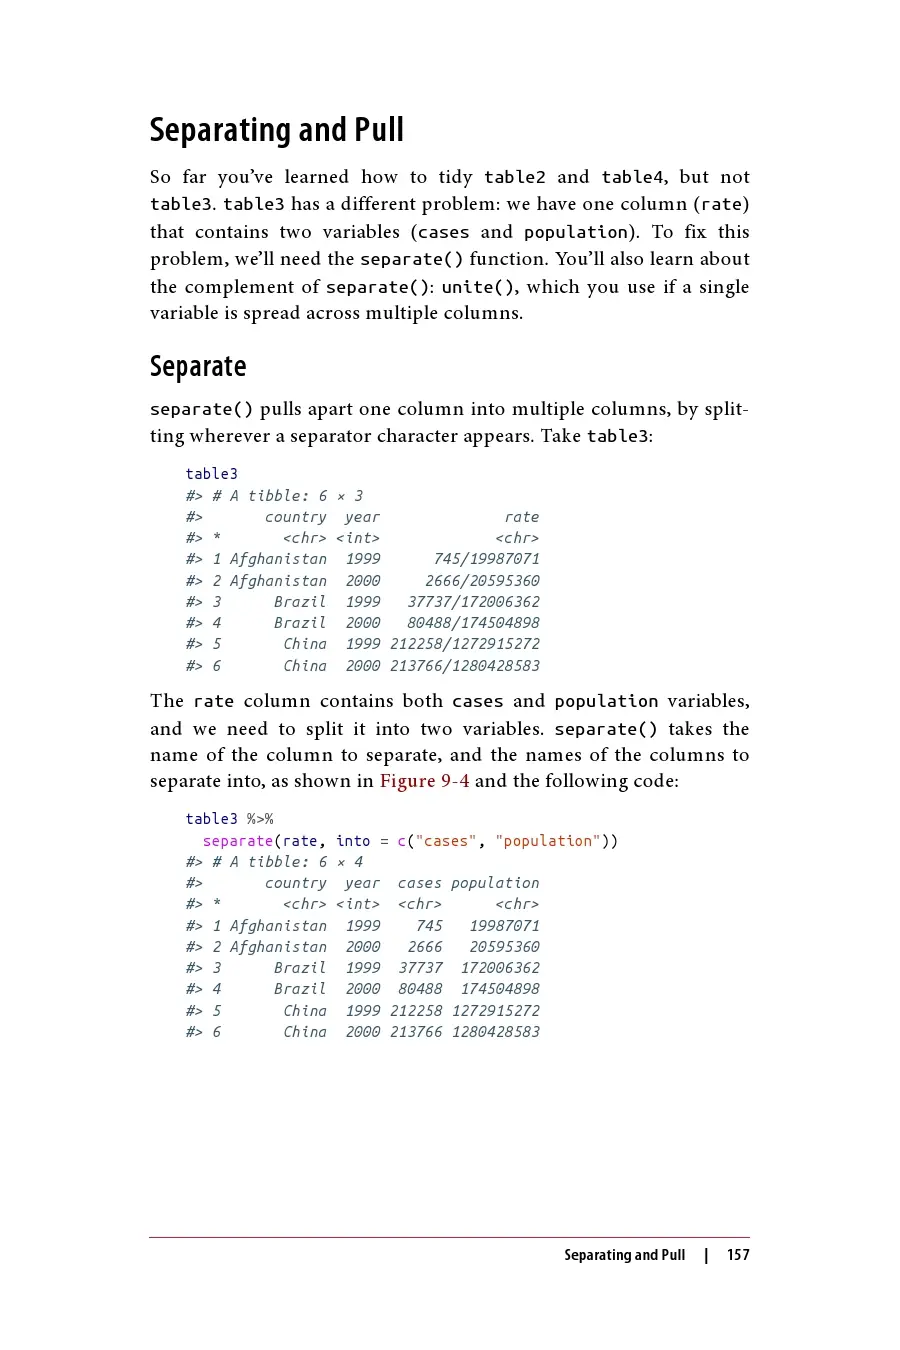 Separating and Pull
So far you’ve learned how to tidy table2 and table4, but not
table3. table3 has a different problem: we have one column (rate)
that contains two variables (cases and population). To fix this
problem, we’ll need the separate() function. You’ll also learn about
the complement of separate(): unite(), which you use if a single
variable is spread across multiple columns.
Separate
separate() pulls apart one column into multiple columns, by split-
ting wherever a separator character appears. Take table3:
table3
#> # A tibble: 6 × 3
#>       country  year              rate
#> *       <chr> <int>             <chr>
#> 1 Afghanistan  1999      745/19987071
#> 2 Afghanistan  2000     2666/20595360
#> 3      Brazil  1999   37737/172006362
#> 4      Brazil  2000   80488/174504898
#> 5       China  1999 212258/1272915272
#> 6       China  2000 213766/1280428583
The rate column contains both cases and population variables,
and we need to split it into two variables. separate() takes the
name of the column to separate, and the names of the columns to
separate into, as shown in Figure 9-4 and the following code:
table3 %>%
  separate(rate, into = c("cases", "population"))
#> # A tibble: 6 × 4
#>       country  year  cases population
#> *       <chr> <int>  <chr>      <chr>
#> 1 Afghanistan  1999    745   19987071
#> 2 Afghanistan  2000   2666   20595360
#> 3      Brazil  1999  37737  172006362
#> 4      Brazil  2000  80488  174504898
#> 5       China  1999 212258 1272915272
#> 6       China  2000 213766 1280428583
Separating and Pull | 157